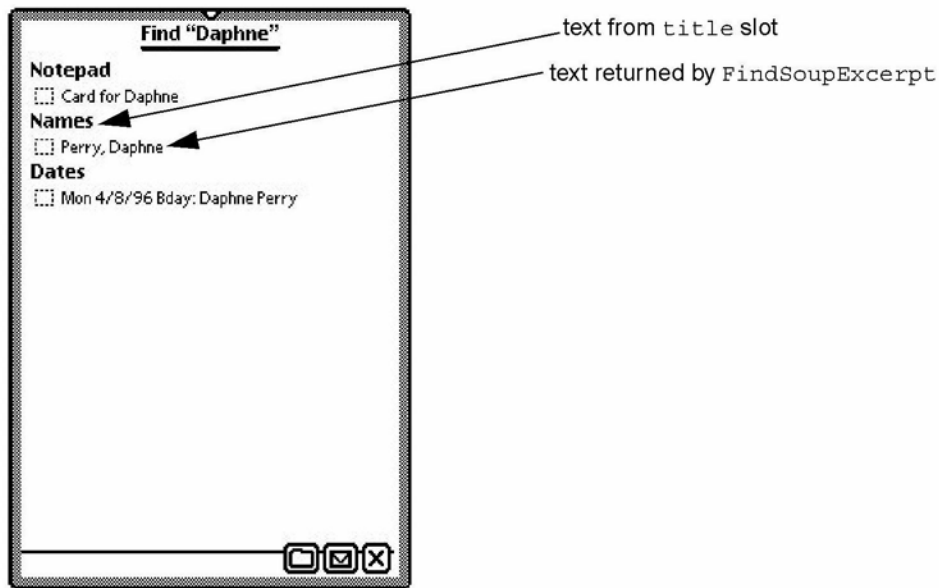 Find “Daphne”
text from title slot
Notepad
text returned by FindSoupExcerpt
Card for Daphne
Names
Perry, Daphne
Dates
Mon 4/8/96 Bday: Daphne Perry